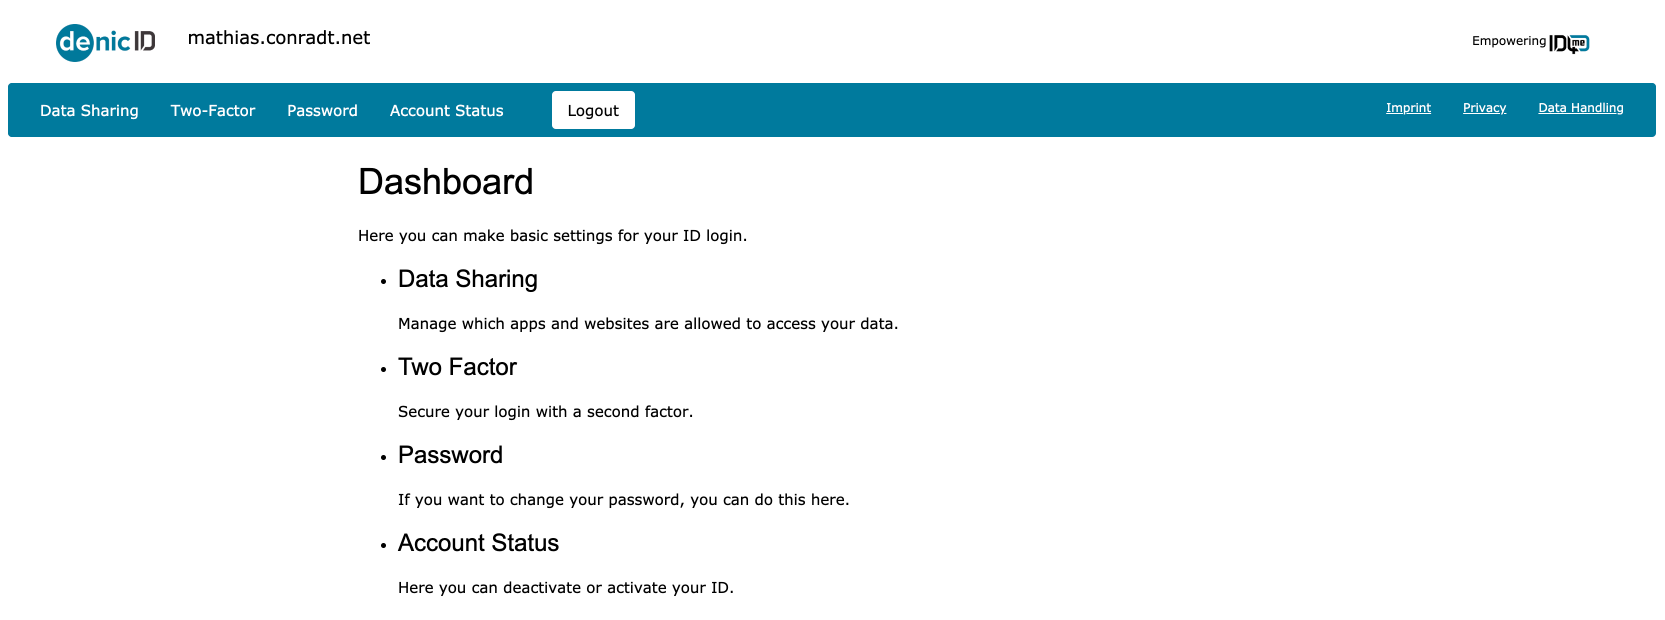 denic ID
mathias.conradt.net
Empowering ID4me
Data Sharing Two-Factor Password Account Status Logout Imprint Privacy Data Handling
Dashboard
Here you can make basic settings for your ID login.
Data Sharing
Manage which apps and websites are allowed to access your data.
Two Factor
Secure your login with a second factor.
Password
If you want to change your password, you can do this here.
Account Status
Here you can deactivate or activate your ID.